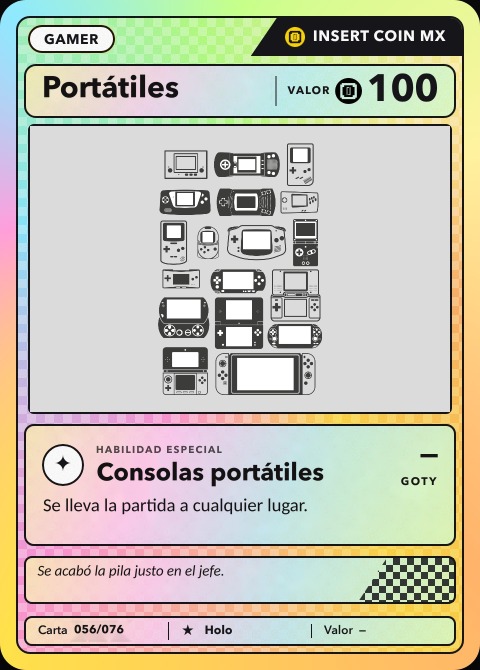 GAMER
INSERT COIN MX
Portátiles
VALOR 100
HABILIDAD ESPECIAL
Consolas portátiles
—
GOTY
Se lleva la partida a cualquier lugar.
Se acabó la pila justo en el jefe.
Carta 056/076 ★ Holo Valor —